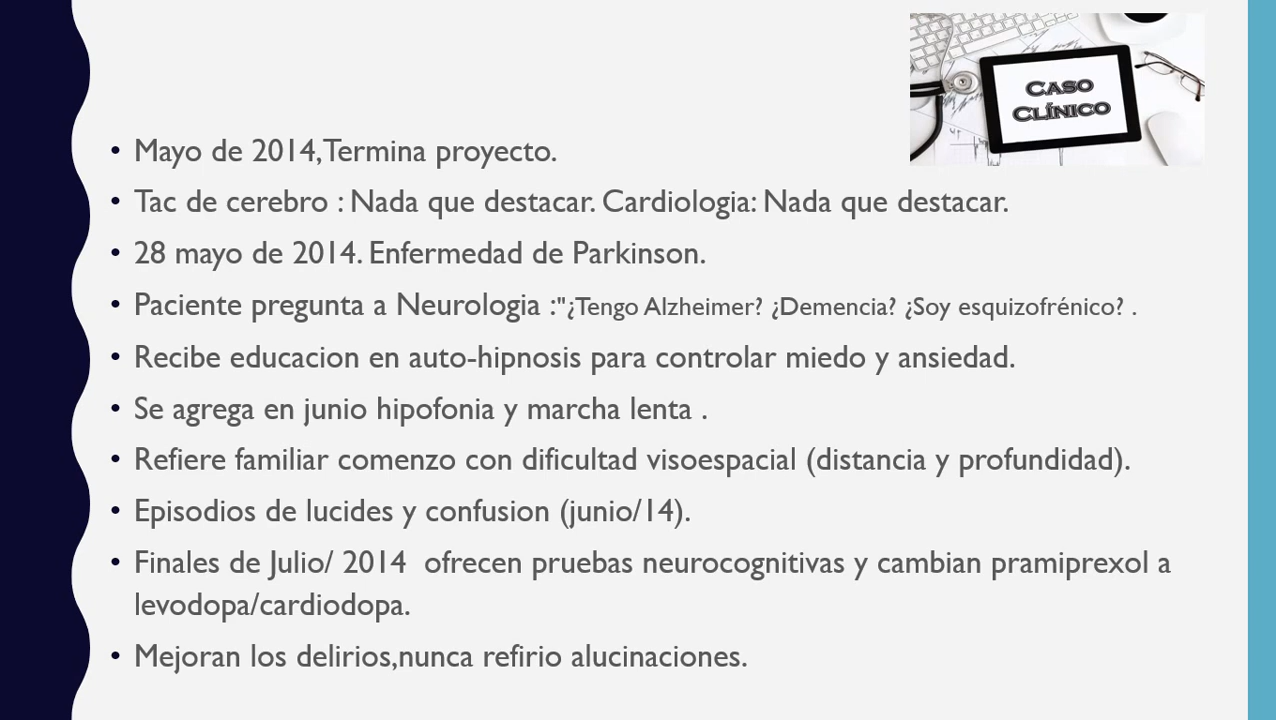 CASO
CLÍNICO
• Mayo de 2014,Termina proyecto.
• Tac de cerebro : Nada que destacar. Cardiologia: Nada que destacar.
• 28 mayo de 2014. Enfermedad de Parkinson.
• Paciente pregunta a Neurologia :"¿Tengo Alzheimer? ¿Demencia? ¿Soy esquizofrénico? .
• Recibe educacion en auto-hipnosis para controlar miedo y ansiedad.
• Se agrega en junio hipofonia y marcha lenta .
• Refiere familiar comenzo con dificultad visoespacial (distancia y profundidad).
• Episodios de lucides y confusion (junio/14).
• Finales de Julio/ 2014  ofrecen pruebas neurocognitivas y cambian pramiprexol a
levodopa/cardiodopa.
• Mejoran los delirios,nunca refirio alucinaciones.